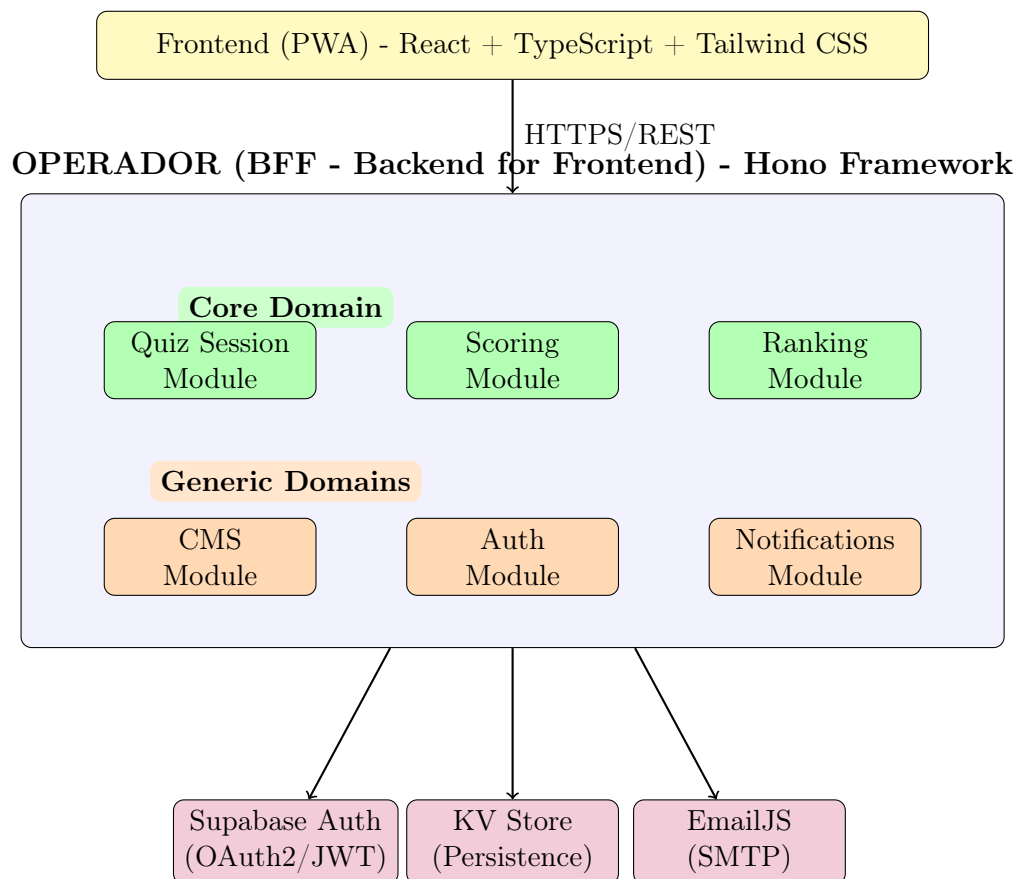 Frontend (PWA) - React + TypeScript + Tailwind CSS
HTTPS/REST
OPERADOR (BFF - Backend for Frontend) - Hono Framework
Core Domain
Quiz Session
Module
Scoring
Module
Ranking
Module
Generic Domains
CMS
Module
Auth
Module
Notifications
Module
Supabase Auth
(OAuth2/JWT)
KV Store
(Persistence)
EmailJS
(SMTP)